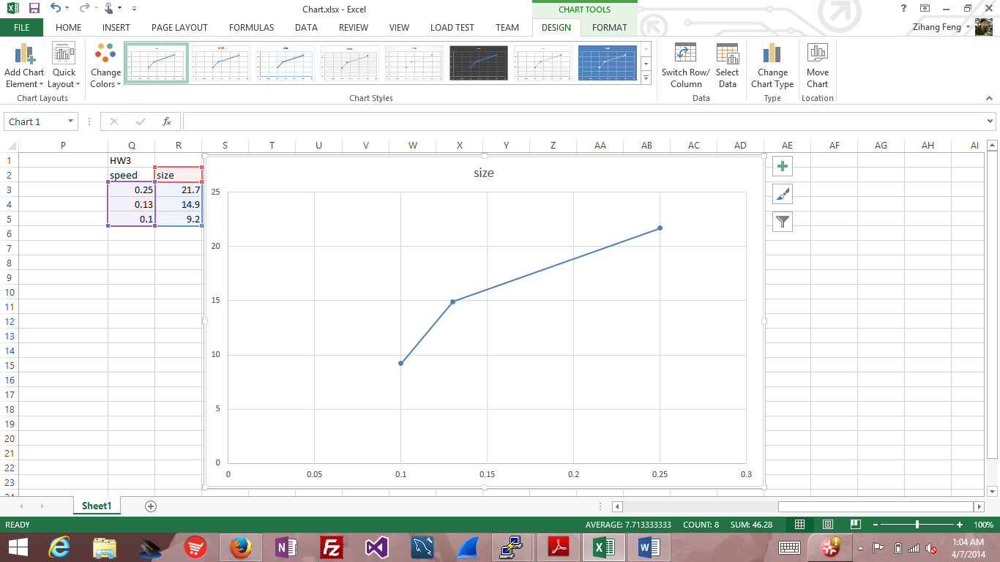 Chart.xlsx - Excel
CHART TOOLS
?
FILE HOME INSERT PAGE LAYOUT FORMULAS DATA REVIEW VIEW LOAD TEST TEAM DESIGN FORMAT
Zihang Feng
Add Chart Element
Quick Layout
Change Colors
Switch Row/ Column
Select Data
Change Chart Type
Move Chart
Chart Layouts Chart Styles Data Type Location
Chart 1 fx
P Q R S T U V W X Y Z AA AB AC AD AE AF AG AH AI
1 HW3
2 speed size
3 0.25 21.7
4 0.13 14.9
5 0.1 9.2
6
7
8
9
10
11
12
13
14
15
16
17
18
19
20
21
22
23
24
size
25
20
15
10
5
0
0 0.05 0.1 0.15 0.2 0.25 0.3
Sheet1
READY AVERAGE: 7.713333333 COUNT: 8 SUM: 46.28 100%
1:04 AM
4/7/2014